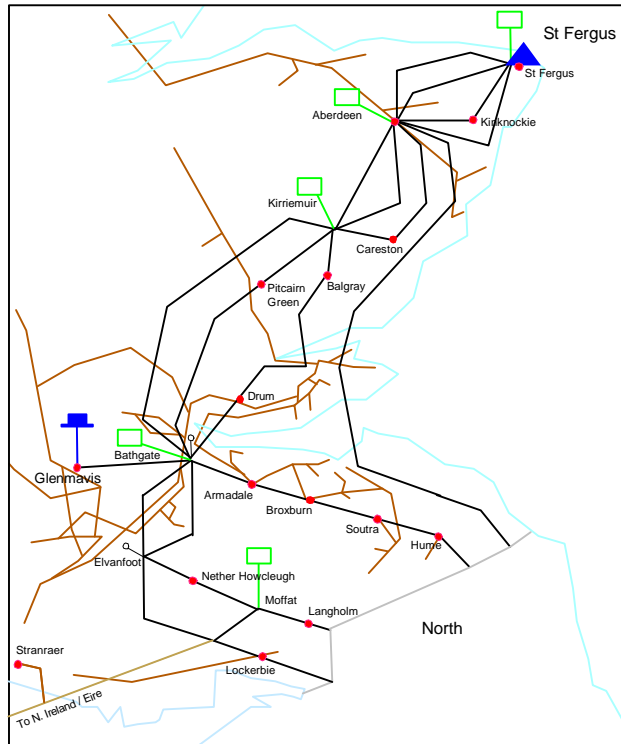 St Fergus
St Fergus
Aberdeen
Kinknockie
Kirriemuir
Careston
Pitcairn
Green
Balgray
Drum
Bathgate
Glenmavis
Armadale
Broxburn
Soutra
Hume
Elvanfoot
Nether Howcleugh
Moffat
Langholm
North
Stranraer
Lockerbie
To N. Ireland / Eire